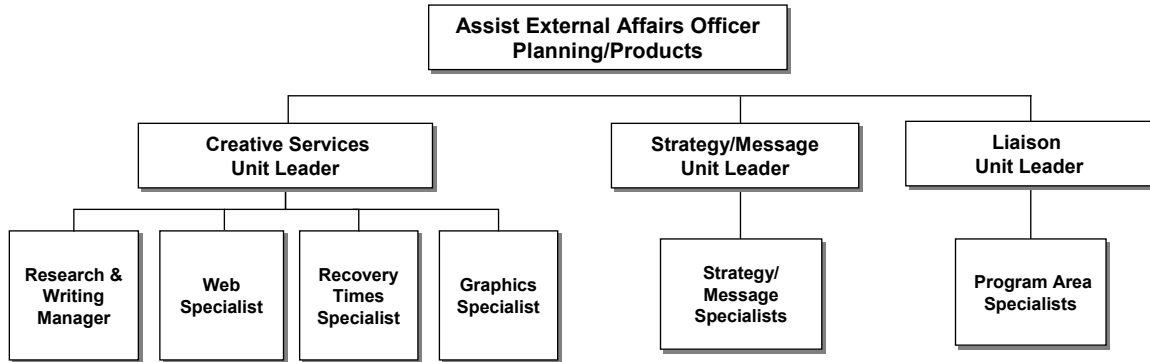 Assist External Affairs Officer
Planning/Products
Creative Services
Unit Leader
Strategy/Message
Unit Leader
Liaison
Unit Leader
Research &
Writing
Manager
Web
Specialist
Recovery
Times
Specialist
Graphics
Specialist
Strategy/
Message
Specialists
Program Area
Specialists